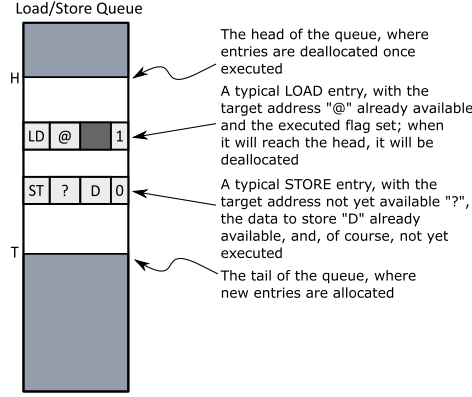 Load/Store Queue
The head of the queue, where
entries are deallocated once
executed
H
A typical LOAD entry, with the
target address "@" already available
and the executed flag set; when
it will reach the head, it will be
deallocated
LD @ 1
A typical STORE entry, with the
target address not yet available "?",
the data to store "D" already
available, and, of course, not yet
executed
ST ? D 0
T
The tail of the queue, where
new entries are allocated